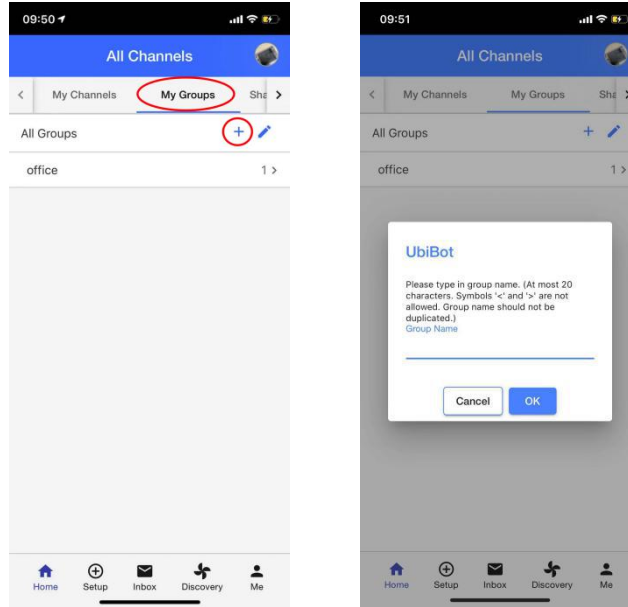 09:50
All Channels
My Channels
My Groups
Sha
All Groups
office
1
Home
Setup
Inbox
Discovery
Me
09:51
All Channels
My Channels
My Groups
Sha
All Groups
office
1
UbiBot
Please type in group name. (At most 20
characters. Symbols '<' and '>' are not
allowed. Group name should not be
duplicated.)
Group Name
Cancel
OK
Home
Setup
Inbox
Discovery
Me